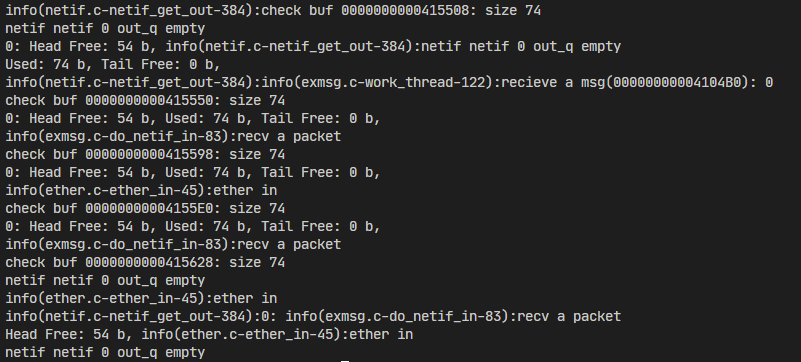 info(netif.c-netif_get_out-384):check buf 0000000000415508: size 74
netif netif 0 out_q empty
0: Head Free: 54 b, info(netif.c-netif_get_out-384):netif netif 0 out_q empty
Used: 74 b, Tail Free: 0 b,
info(netif.c-netif_get_out-384):info(exmsg.c-work_thread-122):recieve a msg(00000000004104B0): 0
check buf 0000000000415550: size 74
0: Head Free: 54 b, Used: 74 b, Tail Free: 0 b,
info(exmsg.c-do_netif_in-83):recv a packet
check buf 0000000000415598: size 74
0: Head Free: 54 b, Used: 74 b, Tail Free: 0 b,
info(ether.c-ether_in-45):ether in
check buf 00000000004155E0: size 74
0: Head Free: 54 b, Used: 74 b, Tail Free: 0 b,
info(exmsg.c-do_netif_in-83):recv a packet
check buf 0000000000415628: size 74
netif netif 0 out_q empty
info(ether.c-ether_in-45):ether in
info(netif.c-netif_get_out-384):0: info(exmsg.c-do_netif_in-83):recv a packet
Head Free: 54 b, info(ether.c-ether_in-45):ether in
netif netif 0 out_q empty